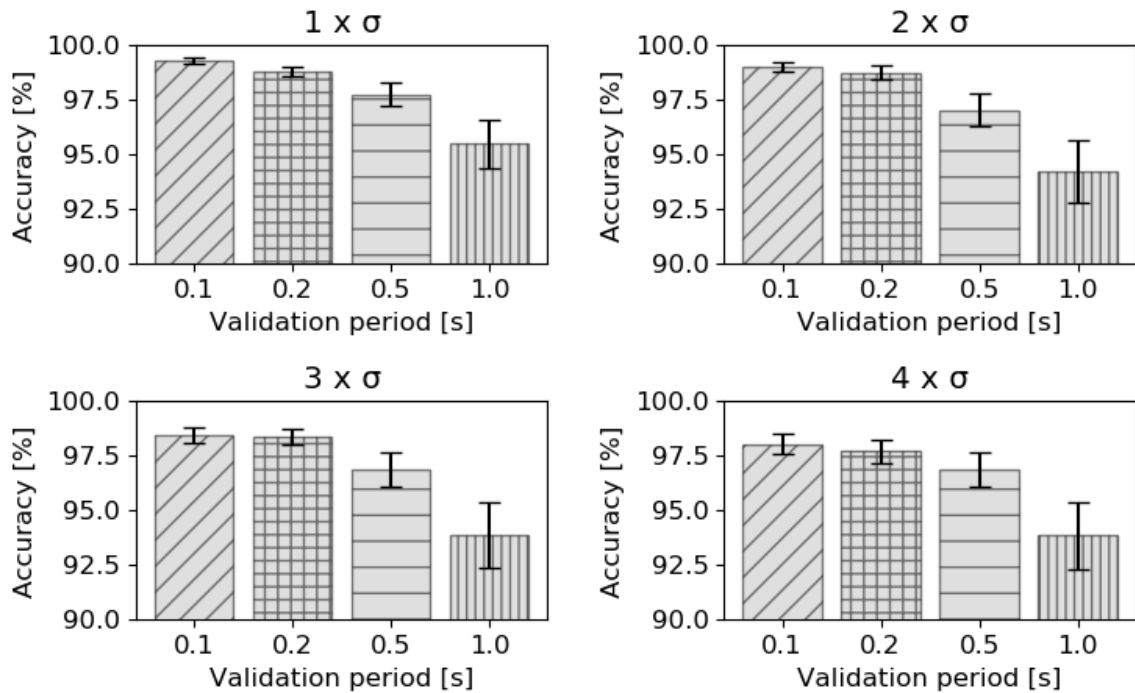 1 x σ
Accuracy [%]
100.0
97.5
95.0
92.5
90.0
0.1 0.2 0.5 1.0
Validation period [s]
2 x σ
Accuracy [%]
100.0
97.5
95.0
92.5
90.0
0.1 0.2 0.5 1.0
Validation period [s]
3 x σ
Accuracy [%]
100.0
97.5
95.0
92.5
90.0
0.1 0.2 0.5 1.0
Validation period [s]
4 x σ
Accuracy [%]
100.0
97.5
95.0
92.5
90.0
0.1 0.2 0.5 1.0
Validation period [s]